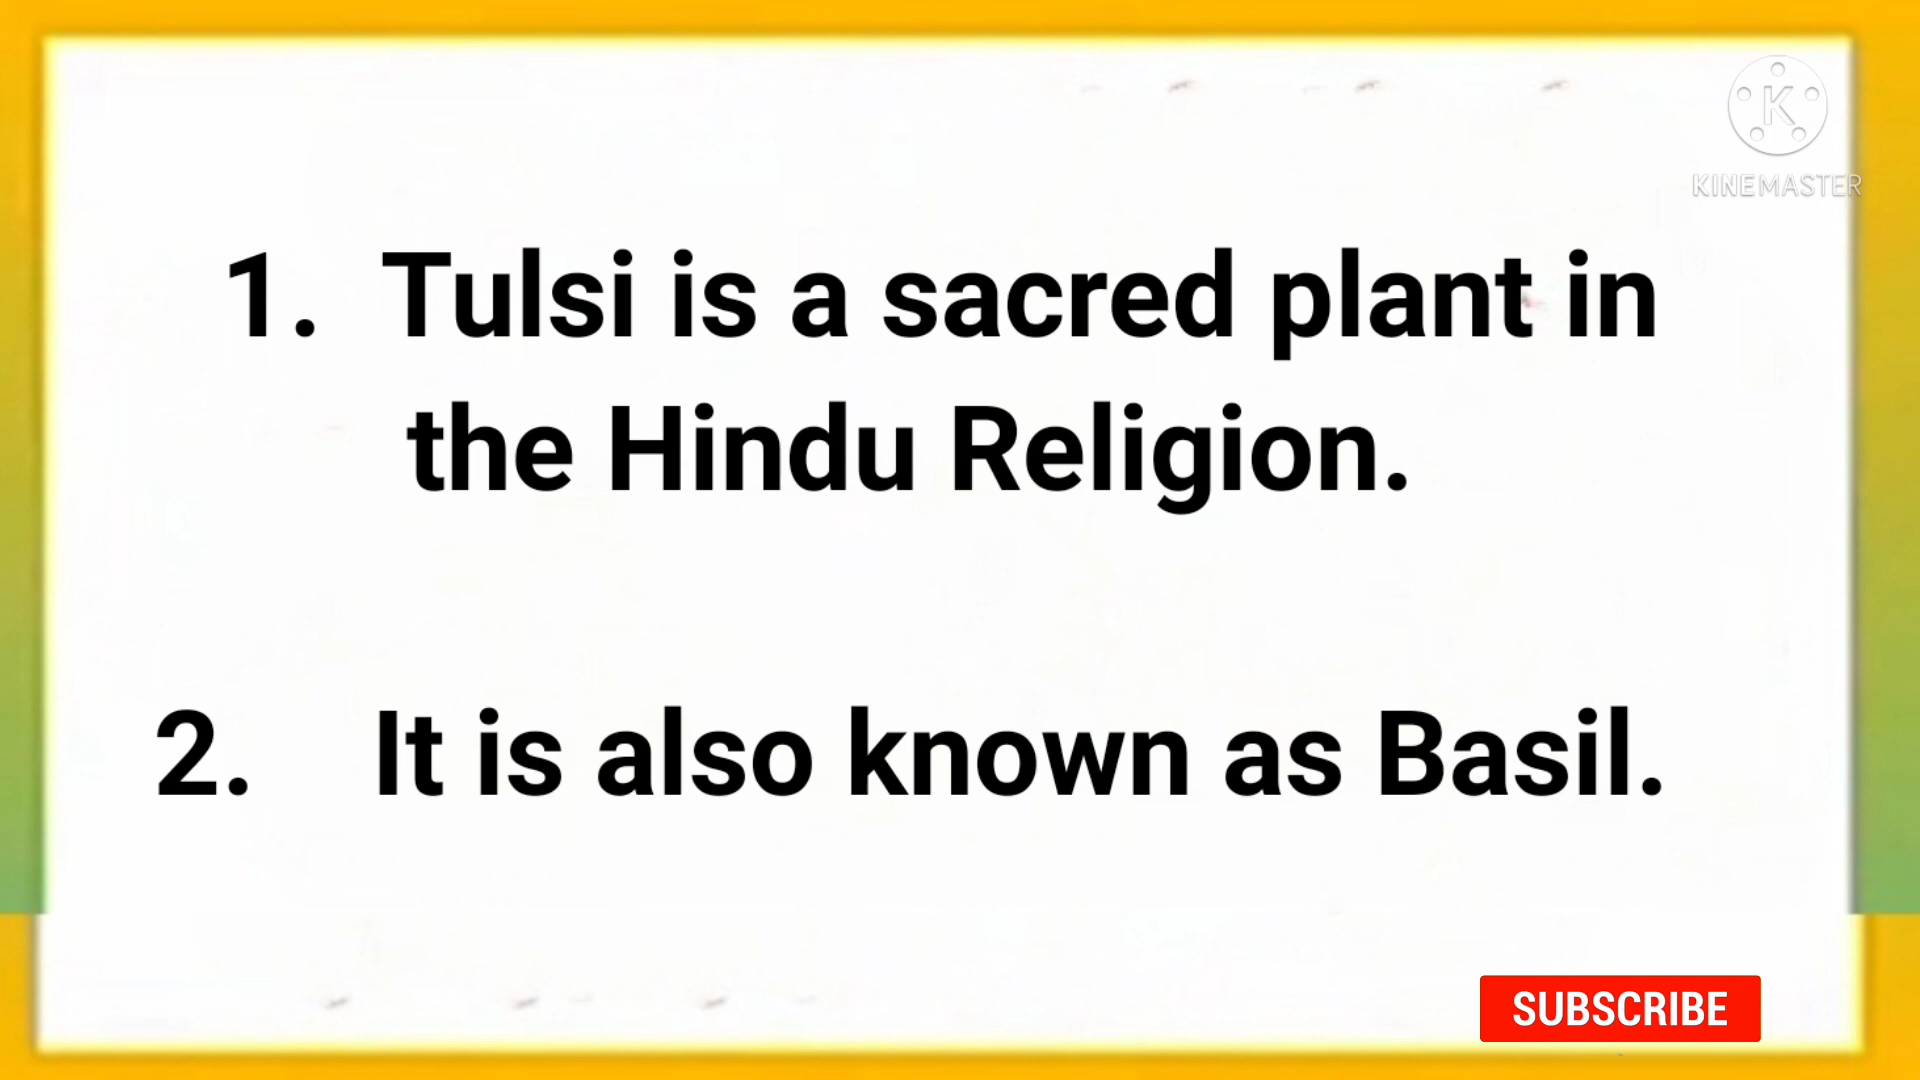 KINEMASTER
1. Tulsi is a sacred plant in
the Hindu Religion.
2. It is also known as Basil.
SUBSCRIBE